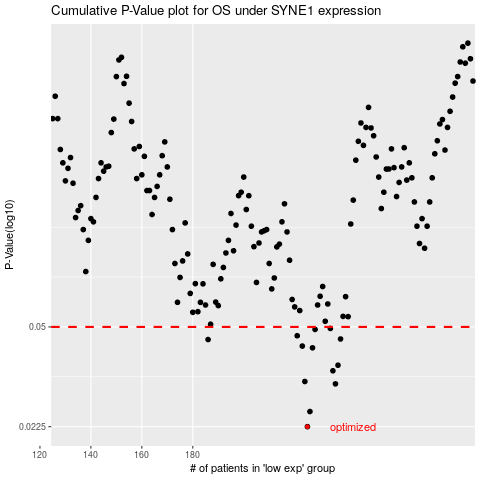 Cumulative P-Value plot for OS under SYNE1 expression
P-Value(log10)
0.05
0.0225
optimized
120
140
160
180
# of patients in 'low exp' group